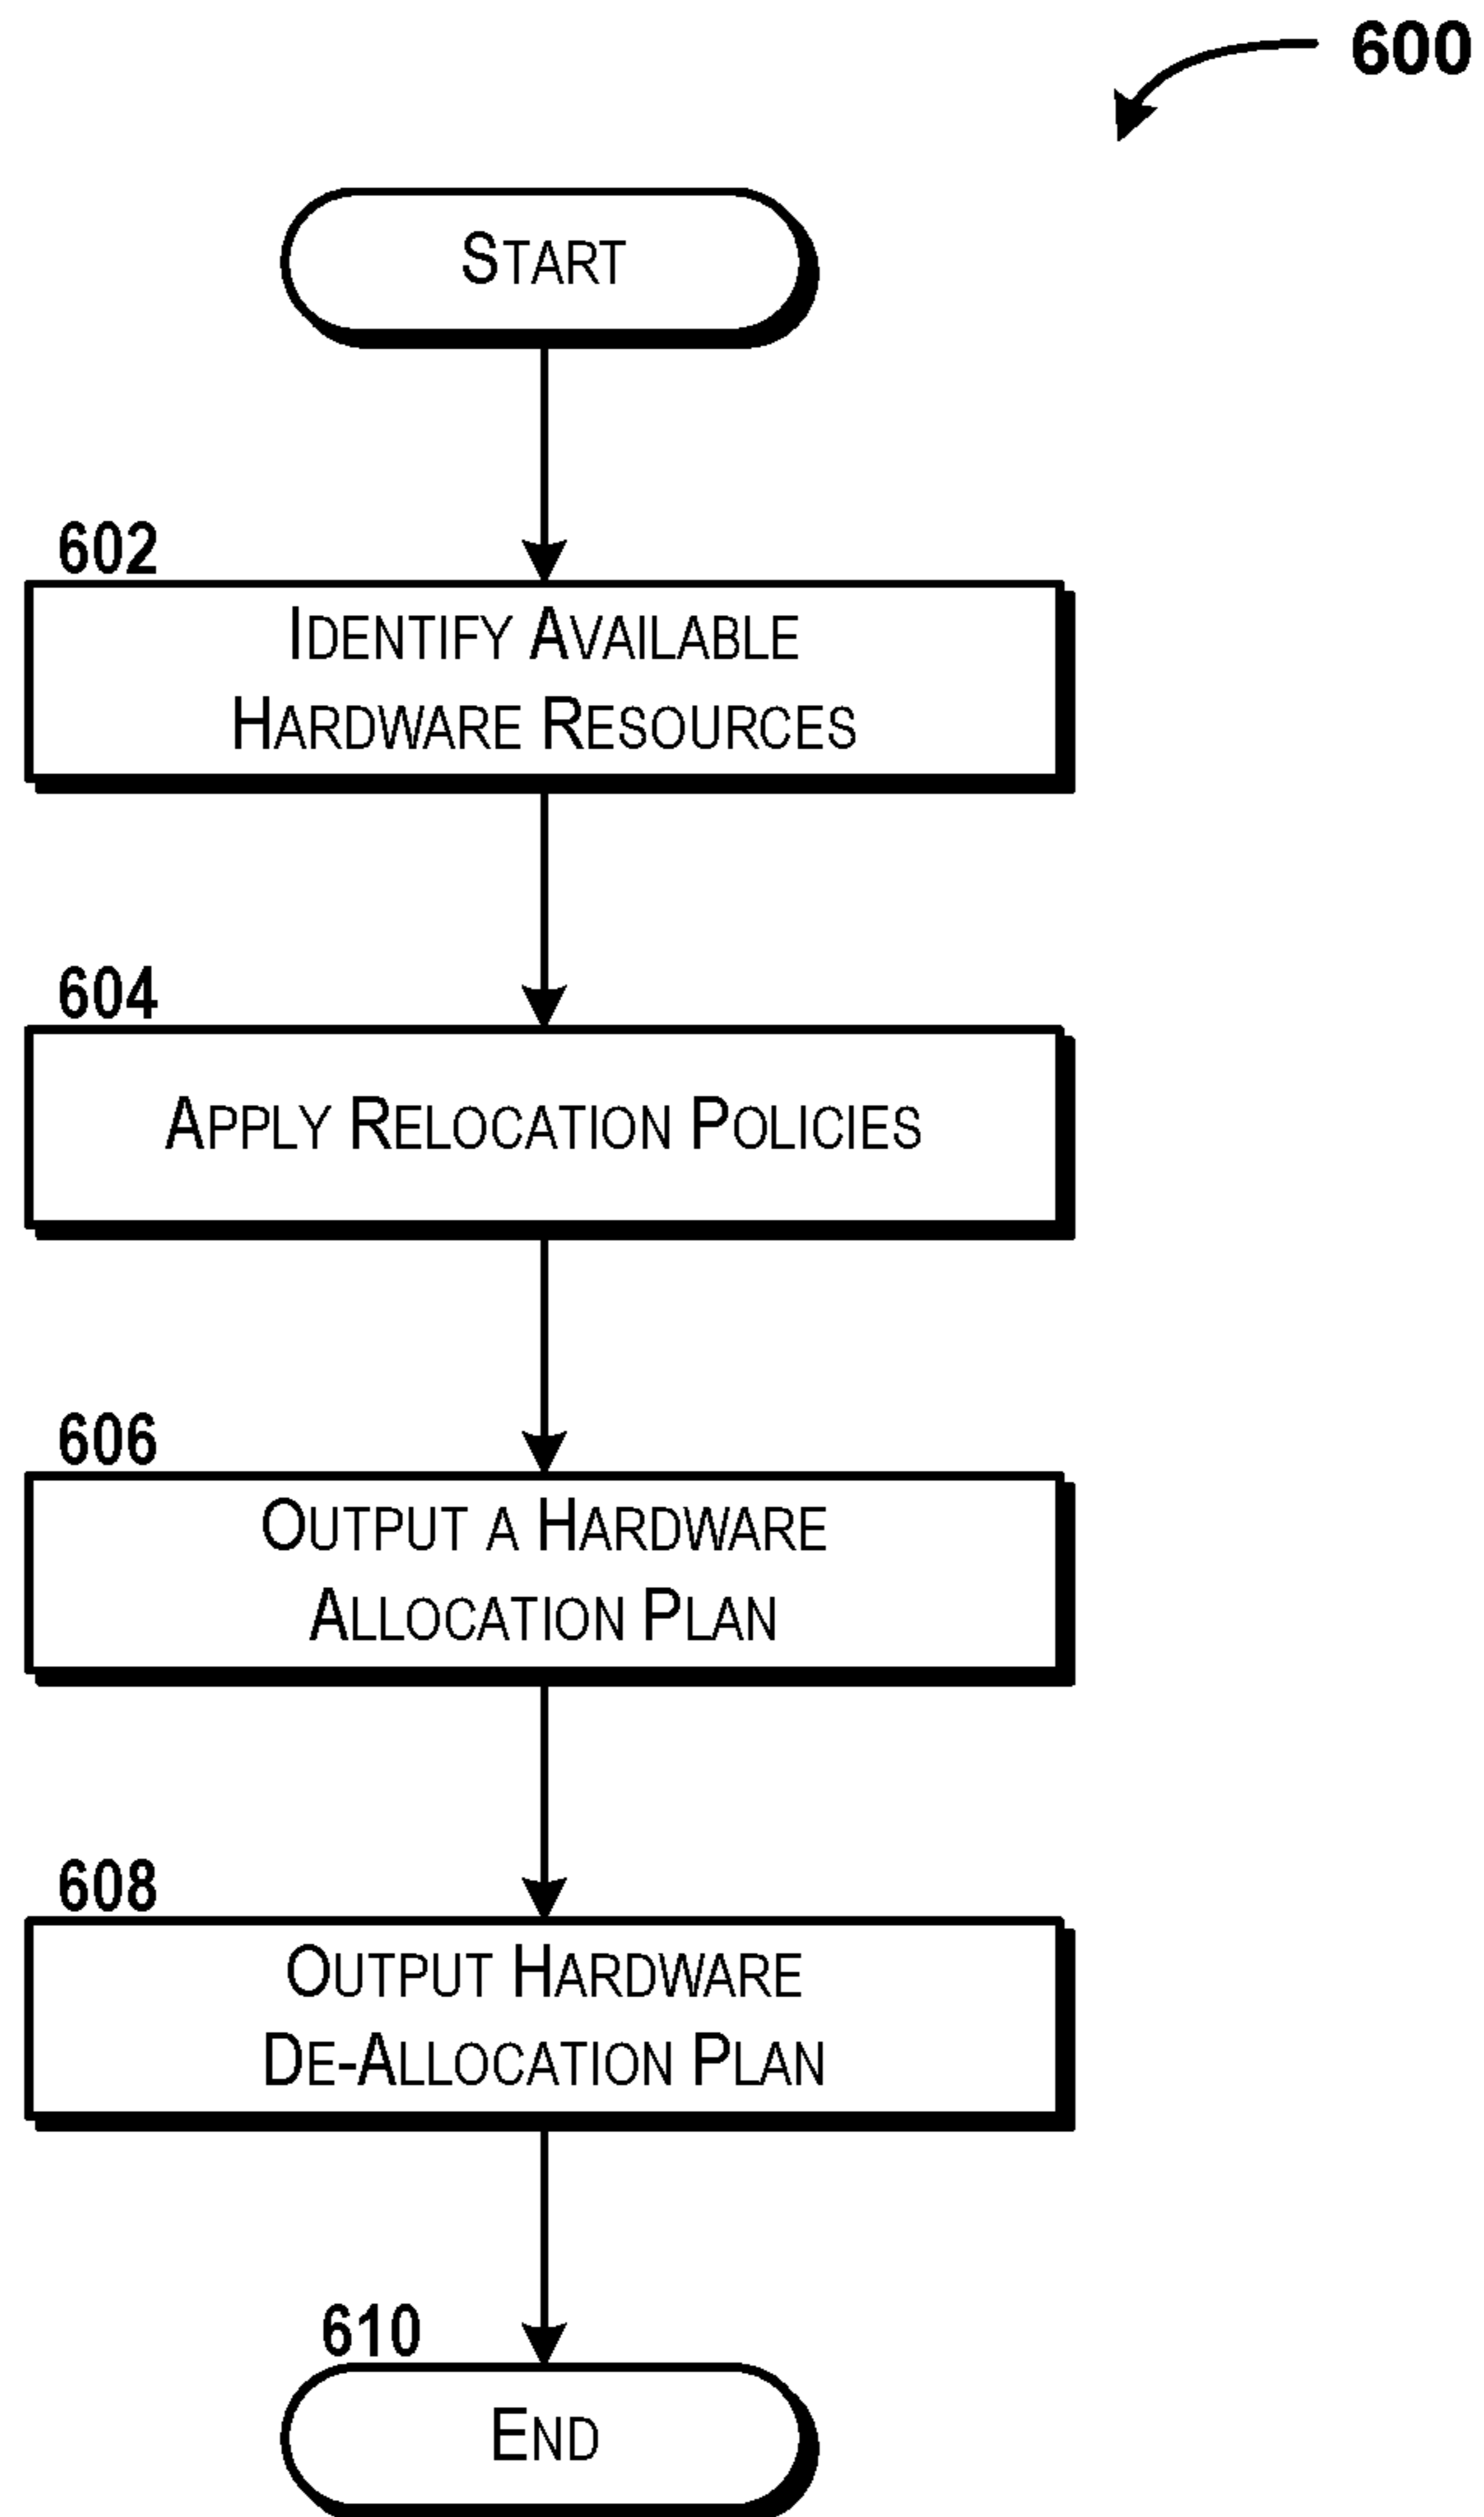 600
START
602
IDENTIFY AVAILABLE
HARDWARE RESOURCES
604
APPLY RELOCATION POLICIES
606
OUTPUT A HARDWARE
ALLOCATION PLAN
608
OUTPUT HARDWARE
DE-ALLOCATION PLAN
610
END